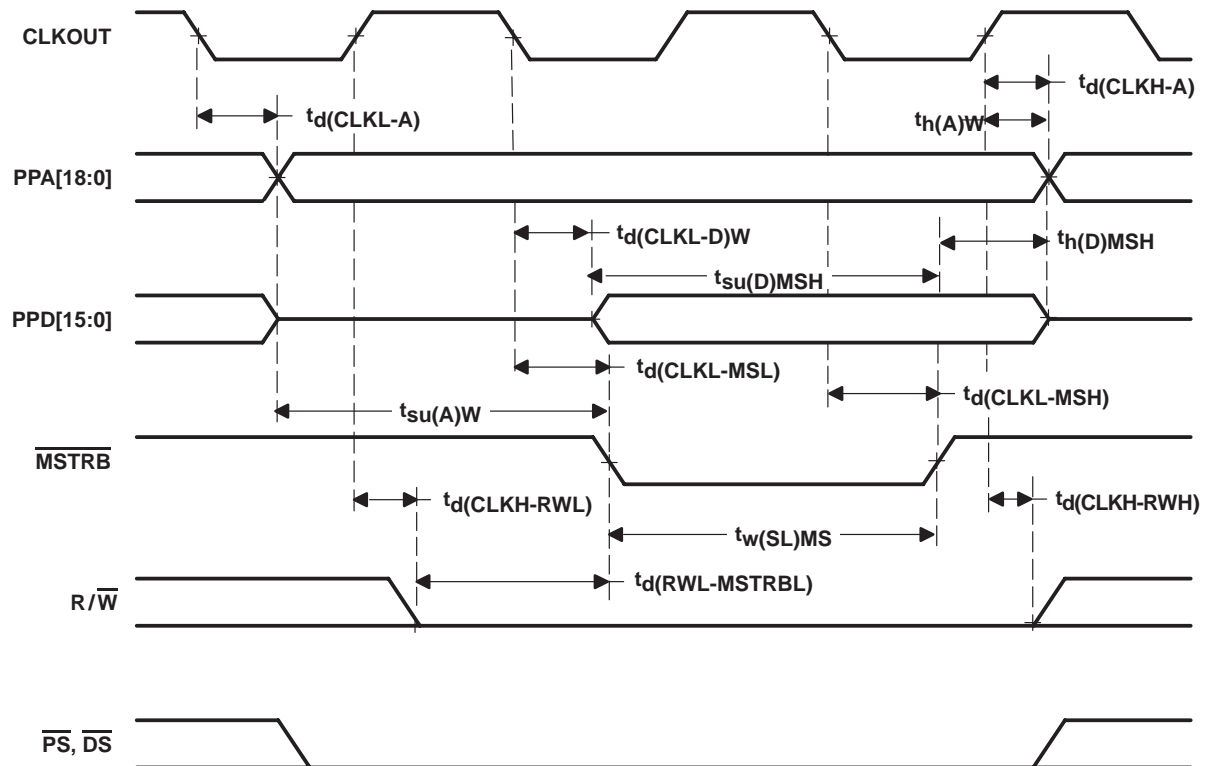 CLKOUT
td(CLKH-A)
td(CLKL-A)
th(A)W
PPA[18:0]
td(CLKL-D)W
th(D)MSH
tsu(D)MSH
PPD[15:0]
td(CLKL-MSL)
td(CLKL-MSH)
tsu(A)W
MSTRB
td(CLKH-RWL)
td(CLKH-RWH)
tw(SL)MS
td(RWL-MSTRBL)
R/W
PS, DS